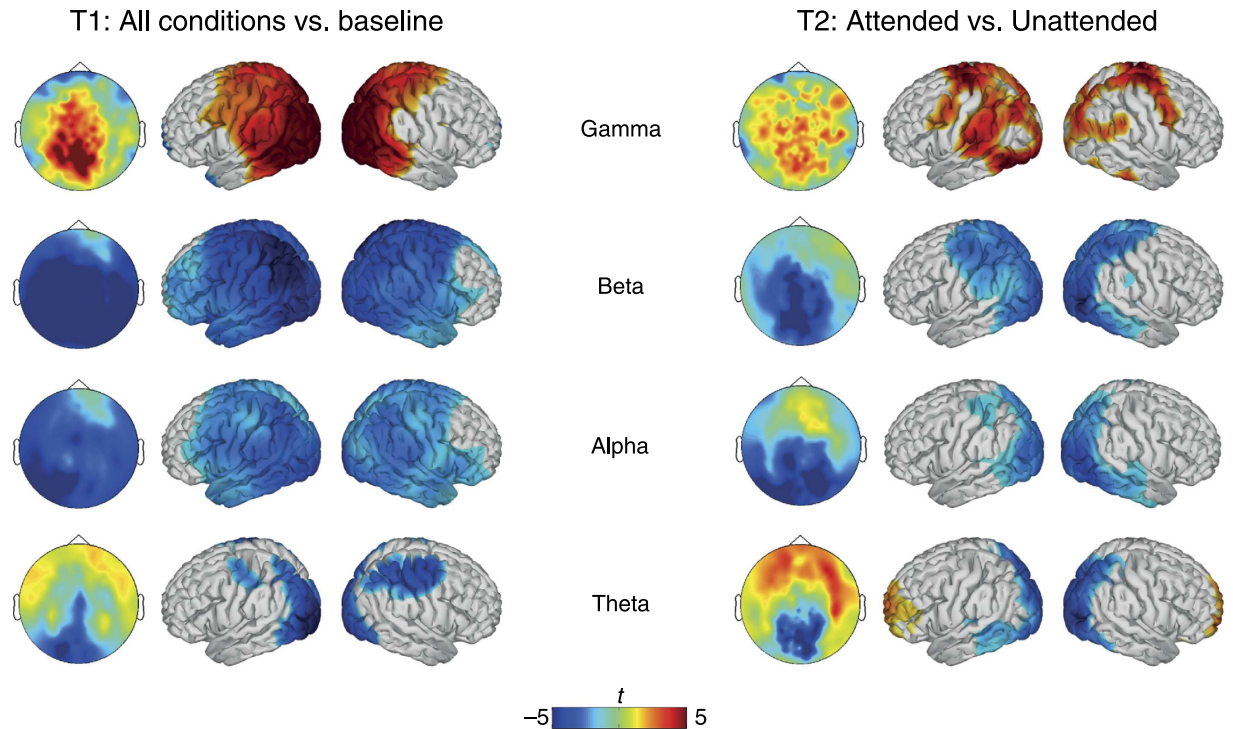 T1: All conditions vs. baseline
T2: Attended vs. Unattended
Gamma
Beta
Alpha
Theta
t
–5
5